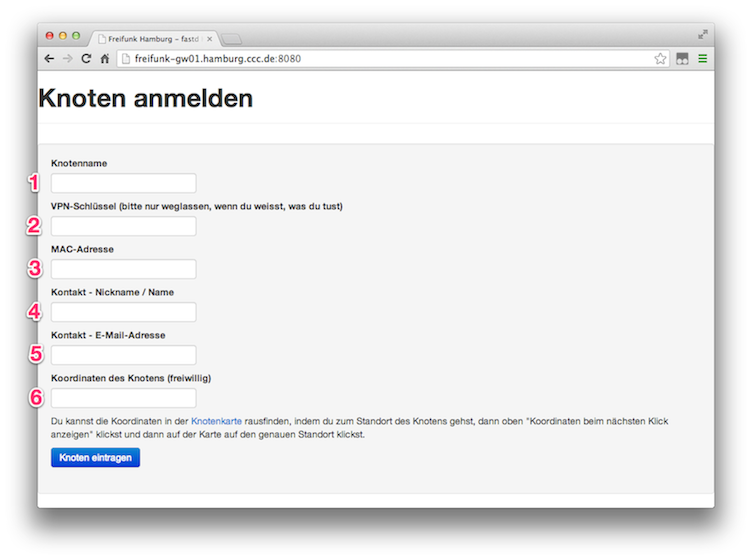 Freifunk Hamburg – fastd
freifunk-gw01.hamburg.ccc.de:8080
Knoten anmelden
Knotenname
1
VPN-Schlüssel (bitte nur weglassen, wenn du weisst, was du tust)
2
MAC-Adresse
3
Kontakt - Nickname / Name
4
Kontakt - E-Mail-Adresse
5
Koordinaten des Knotens (freiwillig)
6
Du kannst die Koordinaten in der Knotenkarte rausfinden, indem du zum Standort des Knotens gehst, dann oben "Koordinaten beim nächsten Klick
anzeigen" klickst und dann auf der Karte auf den genauen Standort klickst.
Knoten eintragen